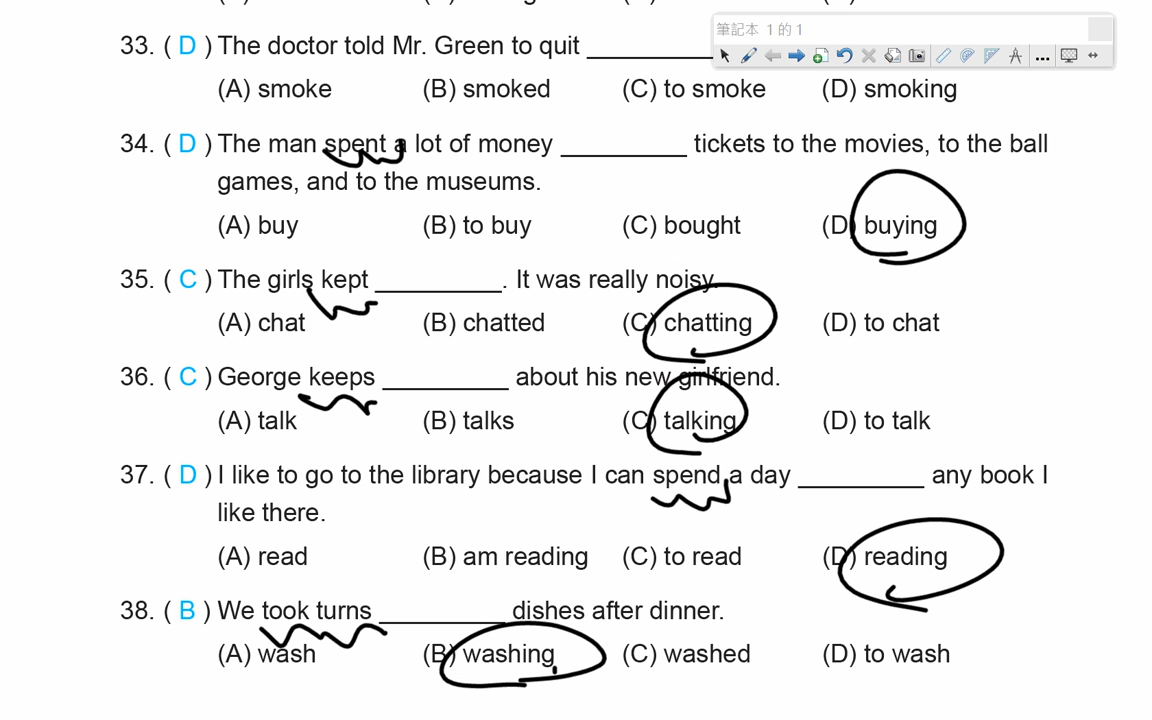 筆記本 1 的 1
33. ( D ) The doctor told Mr. Green to quit __________
(A) smoke (B) smoked (C) to smoke (D) smoking
34. ( D ) The man spent a lot of money __________ tickets to the movies, to the ball
games, and to the museums.
(A) buy (B) to buy (C) bought (D) buying
35. ( C ) The girls kept __________. It was really noisy.
(A) chat (B) chatted (C) chatting (D) to chat
36. ( C ) George keeps __________ about his new girlfriend.
(A) talk (B) talks (C) talking (D) to talk
37. ( D ) I like to go to the library because I can spend a day __________ any book I
like there.
(A) read (B) am reading (C) to read (D) reading
38. ( B ) We took turns __________ dishes after dinner.
(A) wash (B) washing (C) washed (D) to wash